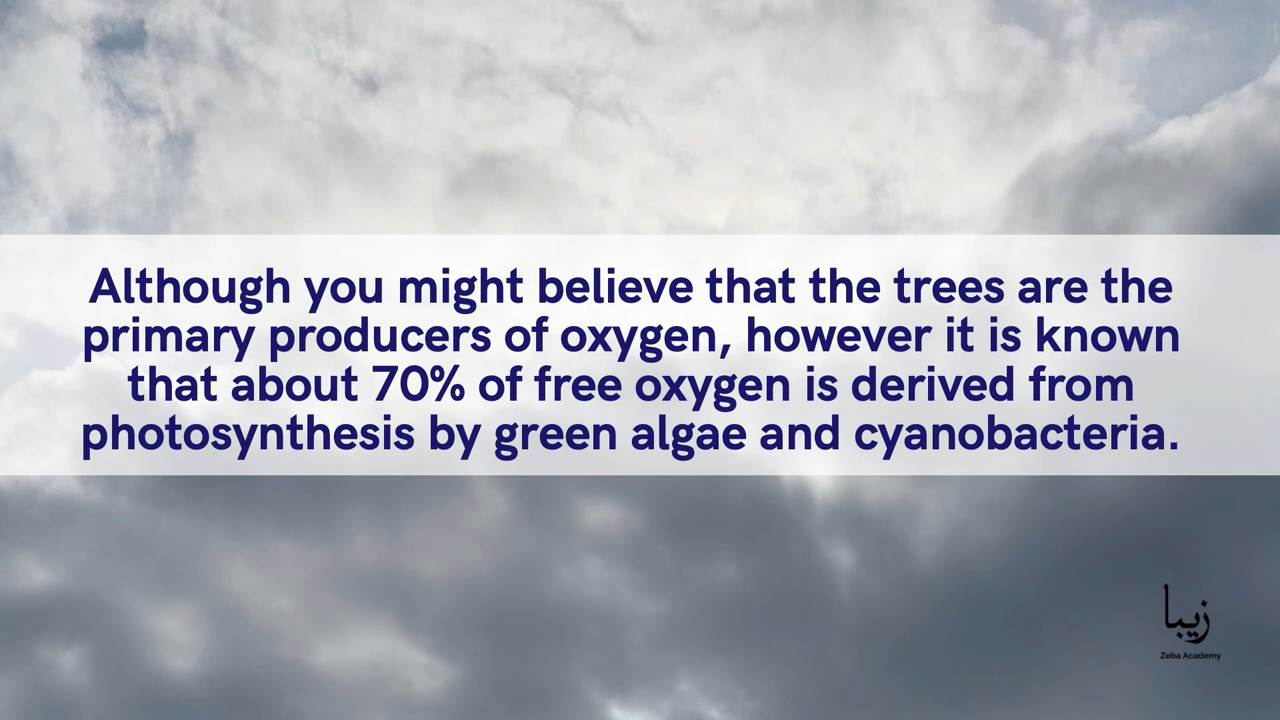 Although you might believe that the trees are the
primary producers of oxygen, however it is known
that about 70% of free oxygen is derived from
photosynthesis by green algae and cyanobacteria.
زیبا
Zeba Academy